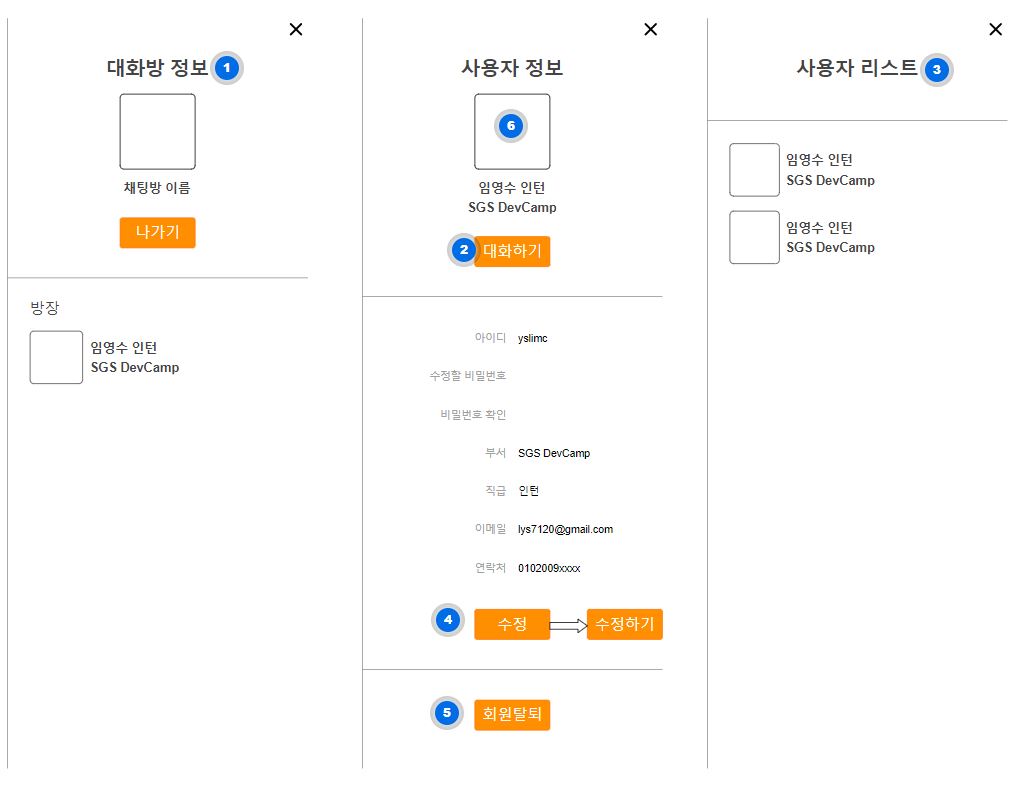 대화방 정보 1
채팅방 이름
나가기
방장
임영수 인턴
SGS DevCamp
사용자 정보
6
임영수 인턴
SGS DevCamp
2 대화하기
아이디 yslimc
수정할 비밀번호
비밀번호 확인
부서 SGS DevCamp
직급 인턴
이메일 lys7120@gmail.com
연락처 0102009xxxx
4 수정 수정하기
5 회원탈퇴
사용자 리스트 3
임영수 인턴
SGS DevCamp
임영수 인턴
SGS DevCamp